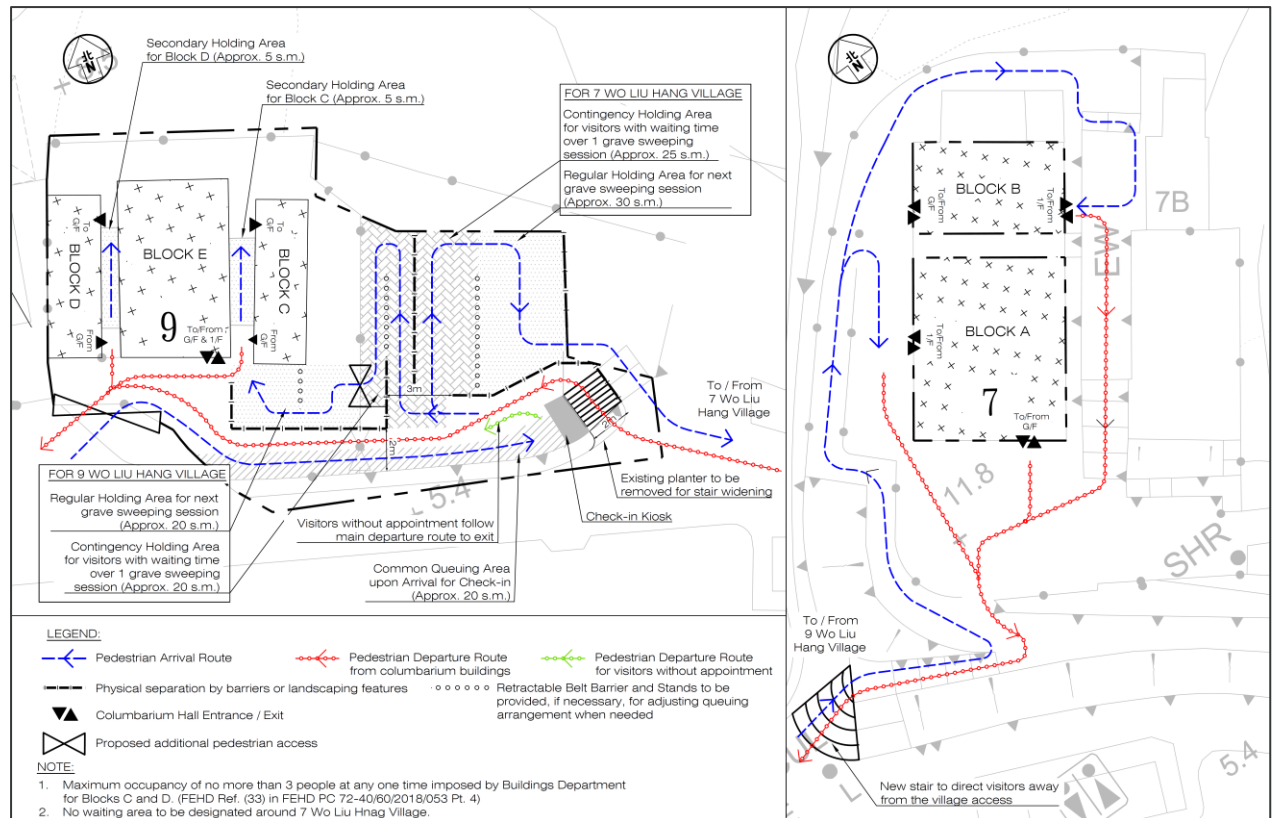 N
Secondary Holding Area
for Block D (Approx. 5 s.m.)
Secondary Holding Area
for Block C (Approx. 5 s.m.)
FOR 7 WO LIU HANG VILLAGE
Contingency Holding Area
for visitors with waiting time
over 1 grave sweeping
session (Approx. 25 s.m.)
Regular Holding Area for next
grave sweeping session
(Approx. 30 s.m.)
To
G/F
BLOCK D
From
G/F
BLOCK E
9
To/From
G/F & 1/F
To
G/F
BLOCK C
From
G/F
3m
2m
To / From
7 Wo Liu
Hang Village
5.4
FOR 9 WO LIU HANG VILLAGE
Regular Holding Area for next
grave sweeping session
(Approx. 20 s.m.)
Contingency Holding Area
for visitors with waiting time
over 1 grave sweeping
session (Approx. 20 s.m.)
Visitors without appointment follow
main departure route to exit
Common Queuing Area
upon Arrival for Check-in
(Approx. 20 s.m.)
Existing planter to be
removed for stair widening
Check-in Kiosk
LEGEND:
Pedestrian Arrival Route
Pedestrian Departure Route
from columbarium buildings
Pedestrian Departure Route
for visitors without appointment
Physical separation by barriers or landscaping features
Retractable Belt Barrier and Stands to be
provided, if necessary, for adjusting queuing
arrangement when needed
Columbarium Hall Entrance / Exit
Proposed additional pedestrian access
NOTE:
1. Maximum occupancy of no more than 3 people at any one time imposed by Buildings Department
for Blocks C and D. (FEHD Ref. (33) in FEHD PC 72-40/60/2018/053 Pt. 4)
2. No waiting area to be designated around 7 Wo Liu Hnag Village.
N
BLOCK B
To/From
G/F
To/From
1/F
7B
EW
BLOCK A
To/From
1/F
7
To/From
G/F
11.8
SHR
To / From
9 Wo Liu
Hang Village
5.4
New stair to direct visitors away
from the village access